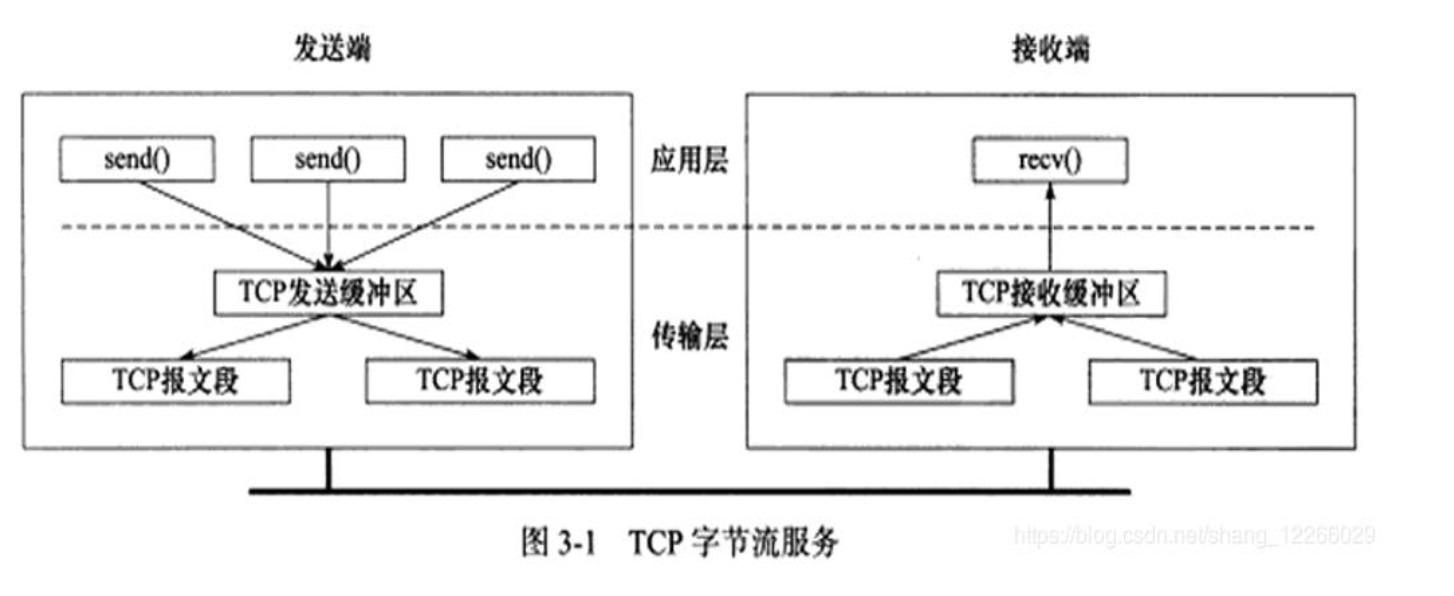 发送端
接收端
send() send() send()
应用层
recv()
TCP发送缓冲区
TCP接收缓冲区
传输层
TCP报文段 TCP报文段
TCP报文段 TCP报文段
图 3-1 TCP 字节流服务
https://blog.csdn.net/shang_12266029